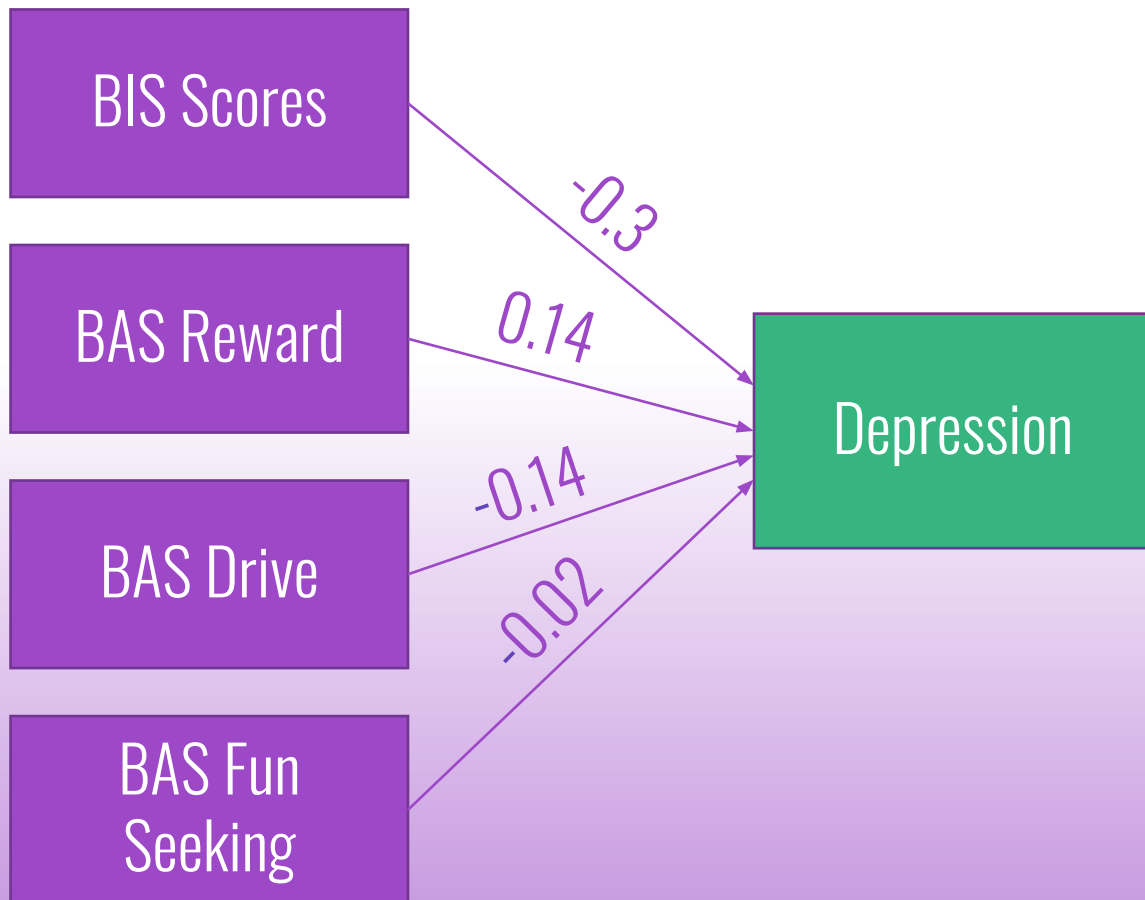 BIS Scores
-0.3
BAS Reward
0.14
Depression
BAS Drive
-0.14
-0.02
BAS Fun
Seeking